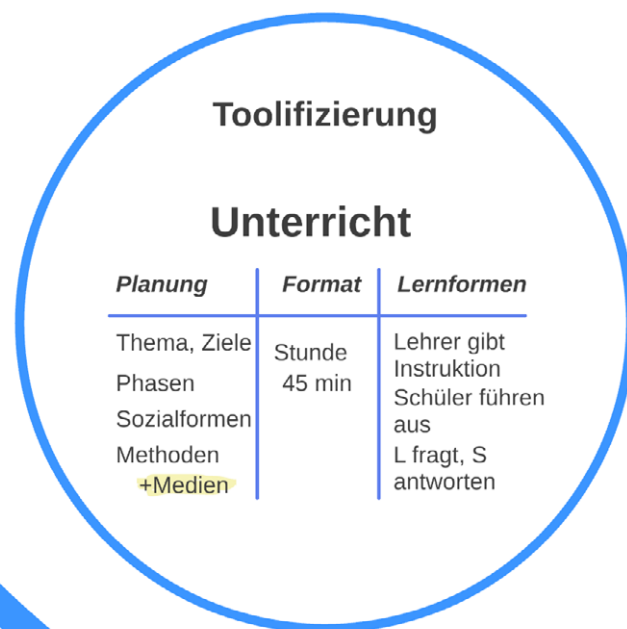 Toolifizierung
Unterricht
Planung Format Lernformen
Thema, Ziele
Phasen
Sozialformen
Methoden
+Medien
Stunde
45 min
Lehrer gibt
Instruktion
Schüler führen
aus
L fragt, S
antworten